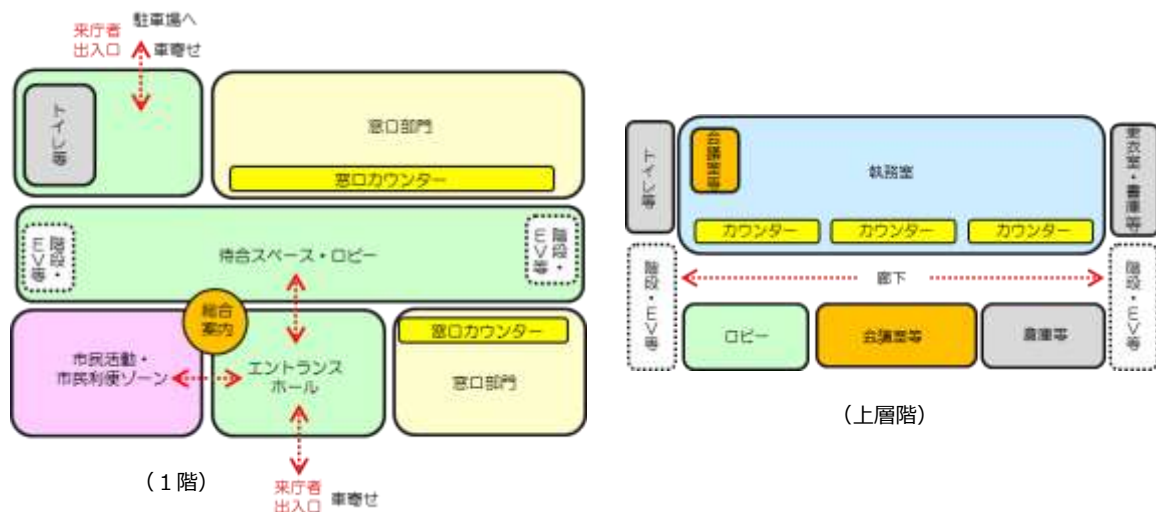 駐車場へ
来庁者
出入口
車寄せ
トイレ等
窓口部門
窓口カウンター
階段・
EV等
待合スペース・ロビー
階段・
EV等
総合
案内
市民活動・
市民利便ゾーン
エントランス
ホール
窓口カウンター
窓口部門
(1階)
来庁者
出入口
車寄せ
トイレ等
会議室等
執務室
更衣室・書庫等
カウンター
カウンター
カウンター
階段・EV等
廊下
階段・EV等
ロビー
会議室等
書庫等
(上層階)